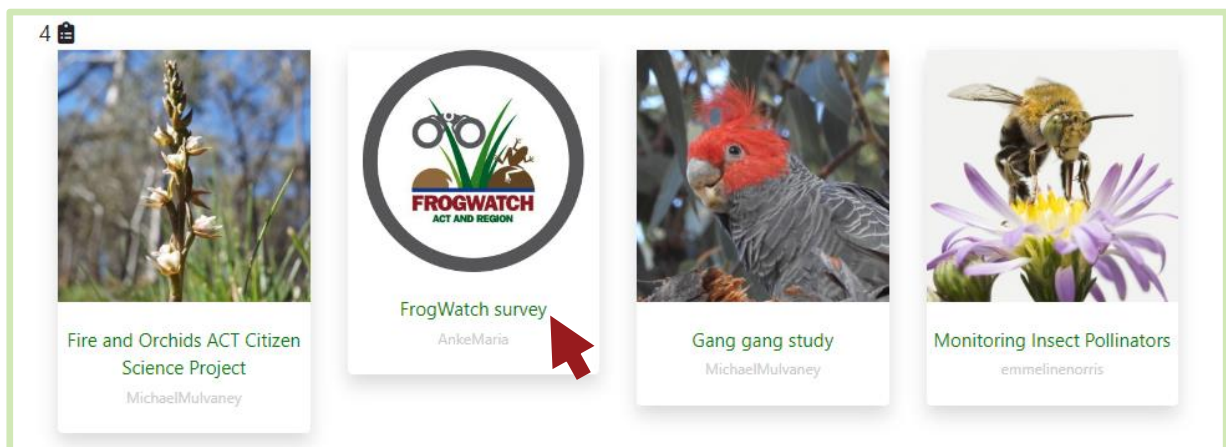 4
FROGWATCH
ACT AND REGION
Fire and Orchids ACT Citizen
Science Project
MichaelMulvaney
FrogWatch survey
AnkeMaria
Gang gang study
MichaelMulvaney
Monitoring Insect Pollinators
emmelinenorris